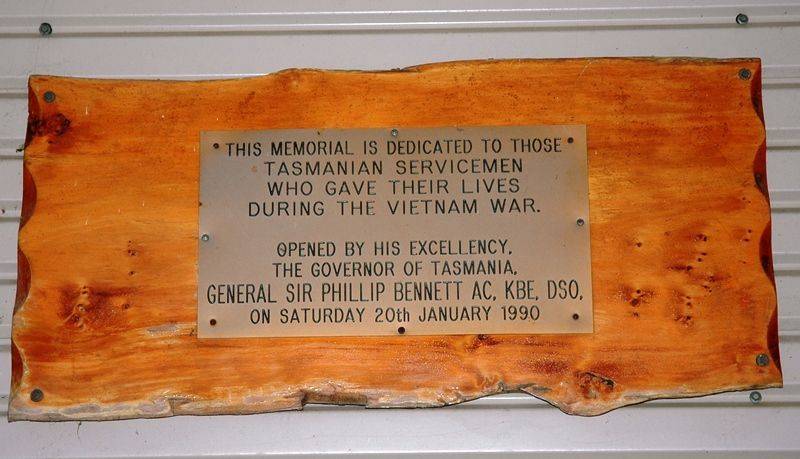 THIS MEMORIAL IS DEDICATED TO THOSE
TASMANIAN SERVICEMEN
WHO GAVE THEIR LIVES
DURING THE VIETNAM WAR.
OPENED BY HIS EXCELLENCY,
THE GOVERNOR OF TASMANIA,
GENERAL SIR PHILLIP BENNETT AC, KBE, DSO,
ON SATURDAY 20th JANUARY 1990